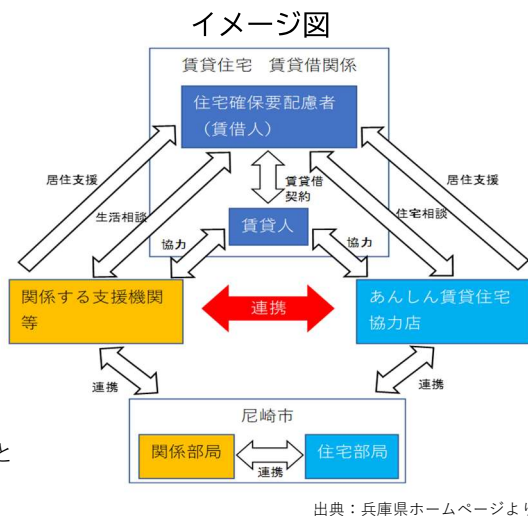 イメージ図
賃貸住宅　賃貸借関係
住宅確保要配慮者
（賃借人）
居住支援
賃貸借
契約
居住支援
生活相談
住宅相談
賃貸人
協力
協力
関係する支援機関
等
連携
あんしん賃貸住宅
協力店
連携
連携
尼崎市
関係部局
住宅部局
連携
と
出典：兵庫県ホームページより